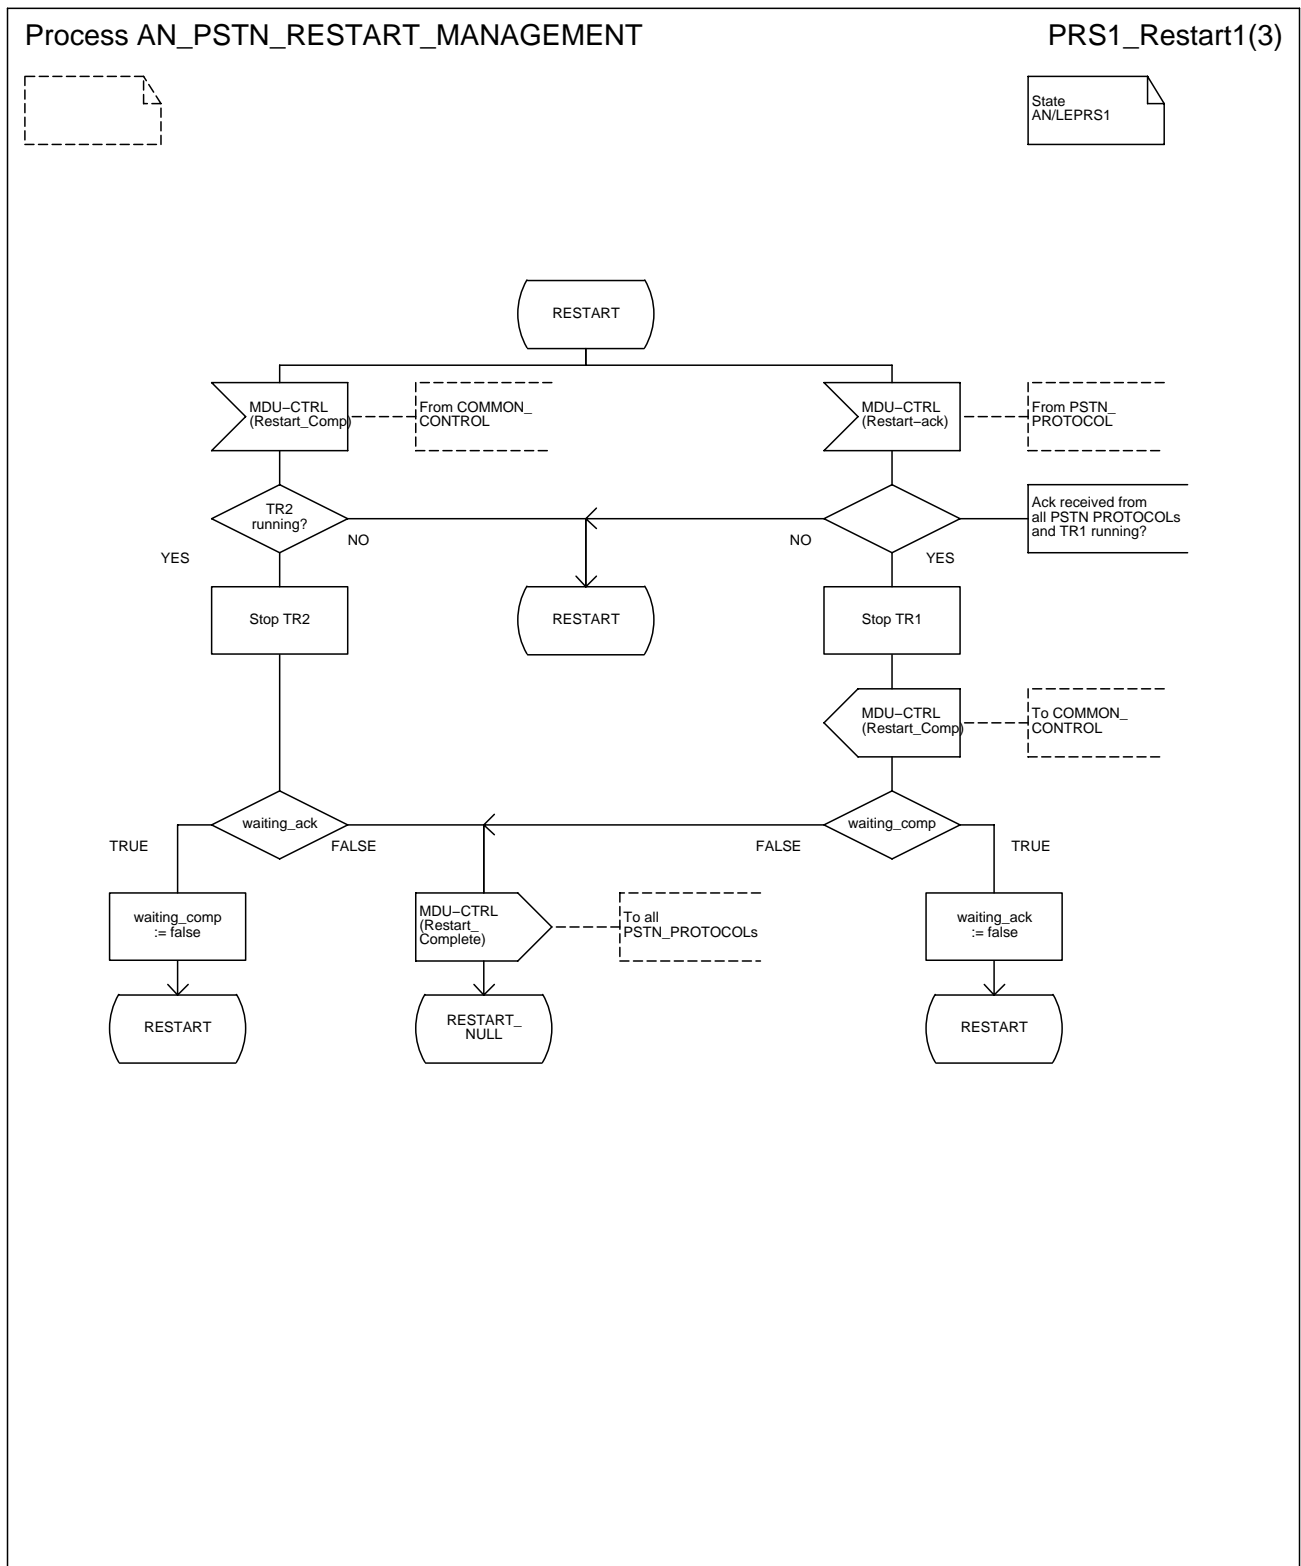 Process AN_PSTN_RESTART_MANAGEMENT
PRS1_Restart1(3)
State
AN/LEPRS1
RESTART
MDU−CTRL
(Restart_Comp)
From COMMON_
CONTROL
MDU−CTRL
(Restart−ack)
From PSTN_
PROTOCOL
TR2
running?
YES
NO
NO
YES
Ack received from
all PSTN PROTOCOLs
and TR1 running?
Stop TR2
RESTART
Stop TR1
MDU−CTRL
(Restart_Comp)
To COMMON_
CONTROL
waiting_ack
TRUE
FALSE
waiting_comp
FALSE
TRUE
waiting_comp
:= false
MDU−CTRL
(Restart_
Complete)
To all
PSTN_PROTOCOLs
waiting_ack
:= false
RESTART
RESTART_
NULL
RESTART